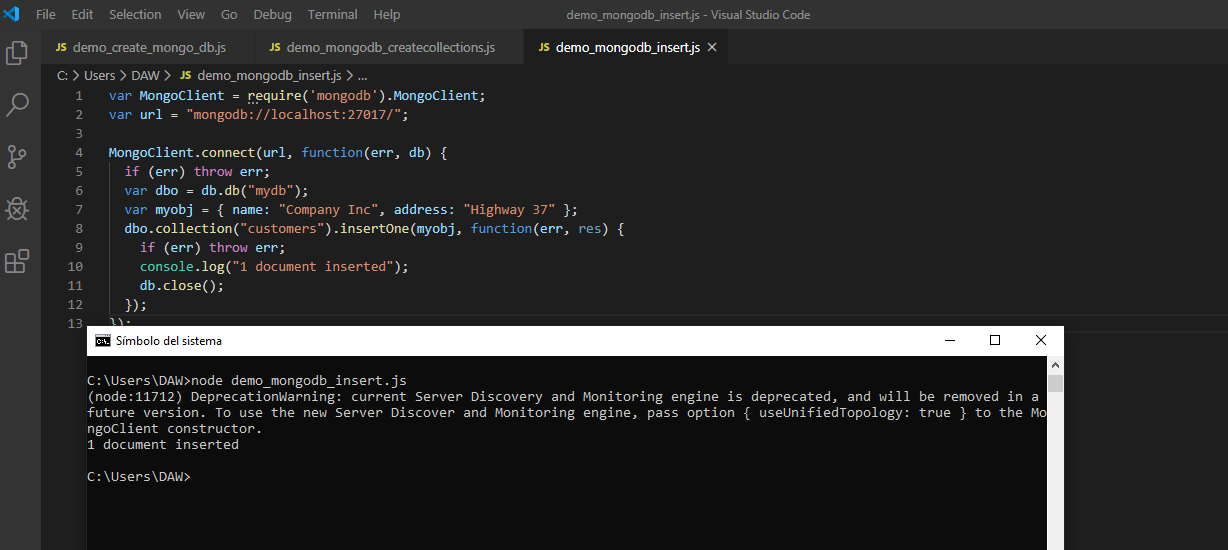 File Edit Selection View Go Debug Terminal Help demo_mongodb_insert.js - Visual Studio Code
JS demo_create_mongo_db.js JS demo_mongodb_createcollections.js JS demo_mongodb_insert.js
C: > Users > DAW > JS demo_mongodb_insert.js > ...
1 var MongoClient = require('mongodb').MongoClient;
2 var url = "mongodb://localhost:27017/";
3
4 MongoClient.connect(url, function(err, db) {
5 if (err) throw err;
6 var dbo = db.db("mydb");
7 var myobj = { name: "Company Inc", address: "Highway 37" };
8 dbo.collection("customers").insertOne(myobj, function(err, res) {
9 if (err) throw err;
10 console.log("1 document inserted");
11 db.close();
12 });
13 });
C:\. Símbolo del sistema
C:\Users\DAW>node demo_mongodb_insert.js
(node:11712) DeprecationWarning: current Server Discovery and Monitoring engine is deprecated, and will be removed in a
future version. To use the new Server Discover and Monitoring engine, pass option { useUnifiedTopology: true } to the Mo
ngoClient constructor.
1 document inserted
C:\Users\DAW>